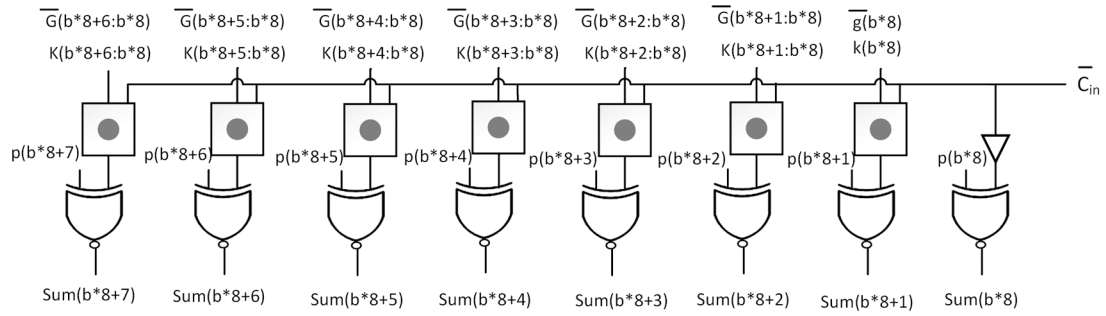 G̅(b*8+6:b*8) G̅(b*8+5:b*8) G̅(b*8+4:b*8) G̅(b*8+3:b*8) G̅(b*8+2:b*8) G̅(b*8+1:b*8) g̅(b*8)
K(b*8+6:b*8) K(b*8+5:b*8) K(b*8+4:b*8) K(b*8+3:b*8) K(b*8+2:b*8) K(b*8+1:b*8) k(b*8)
C̅in
p(b*8+7) p(b*8+6) p(b*8+5) p(b*8+4) p(b*8+3) p(b*8+2) p(b*8+1) p(b*8)
Sum(b*8+7) Sum(b*8+6) Sum(b*8+5) Sum(b*8+4) Sum(b*8+3) Sum(b*8+2) Sum(b*8+1) Sum(b*8)